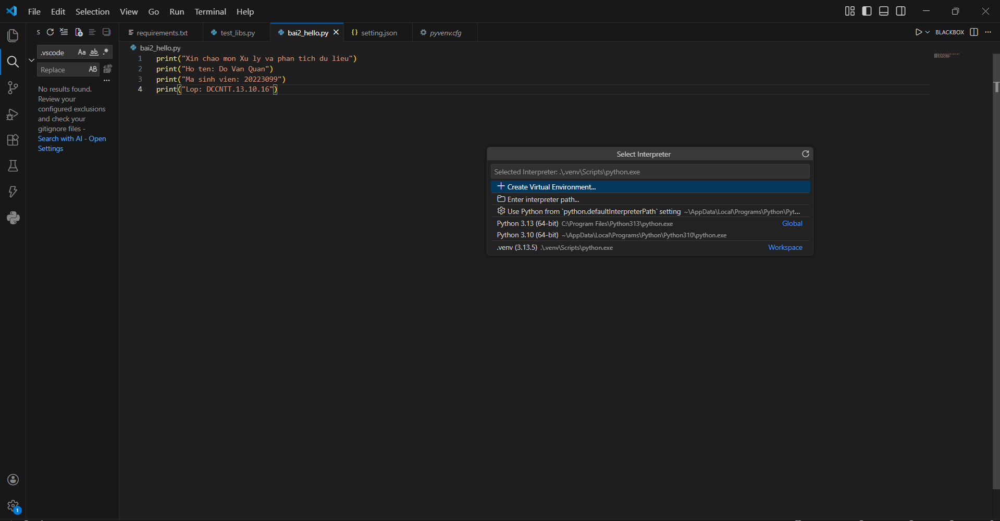 File Edit Selection View Go Run Terminal Help
S
requirements.txt test_libs.py bai2_hello.py setting.json pyvenv.cfg BLACKBOX
.vscode Aa ab .*
Replace AB
No results found.
Review your
configured exclusions
and check your
gitignore files -
Search with AI - Open
Settings
bai2_hello.py
1 print("Xin chao mon Xu ly va phan tich du lieu")
2 print("Ho ten: Do Van Quan")
3 print("Ma sinh vien: 20223099")
4 print("Lop: DCCNTT.13.10.16")
Select Interpreter
Selected Interpreter: .\.venv\Scripts\python.exe
Create Virtual Environment...
Enter interpreter path...
Use Python from `python.defaultInterpreterPath` setting ~\AppData\Local\Programs\Python\Pyt...
Python 3.13 (64-bit) C:\Program Files\Python313\python.exe Global
Python 3.10 (64-bit) ~\AppData\Local\Programs\Python\Python310\python.exe
.venv (3.13.5) .\.venv\Scripts\python.exe Workspace
1